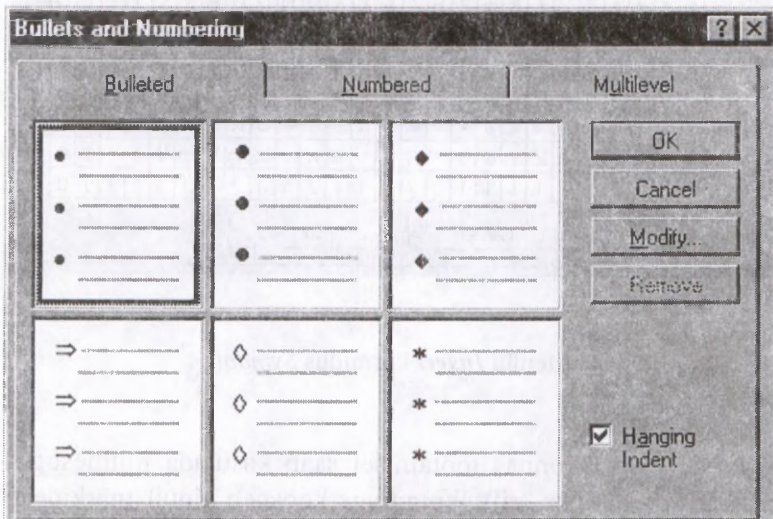 Bullets and Numbering
Bulleted
Numbered
Multilevel
OK
Cancel
Modify...
Remove
Hanging
Indent